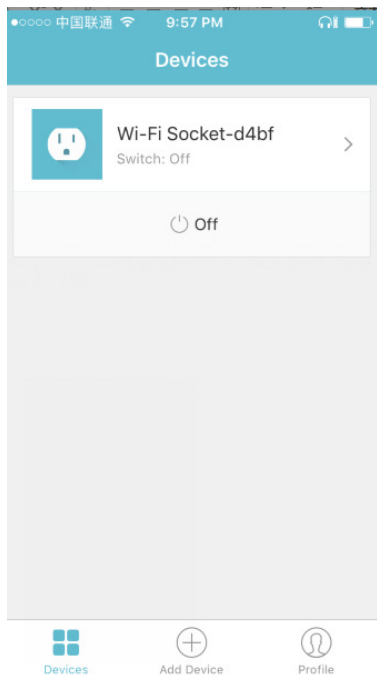 中国联通 9:57 PM
Devices
Wi-Fi Socket-d4bf
Switch: Off
Off
Devices Add Device Profile